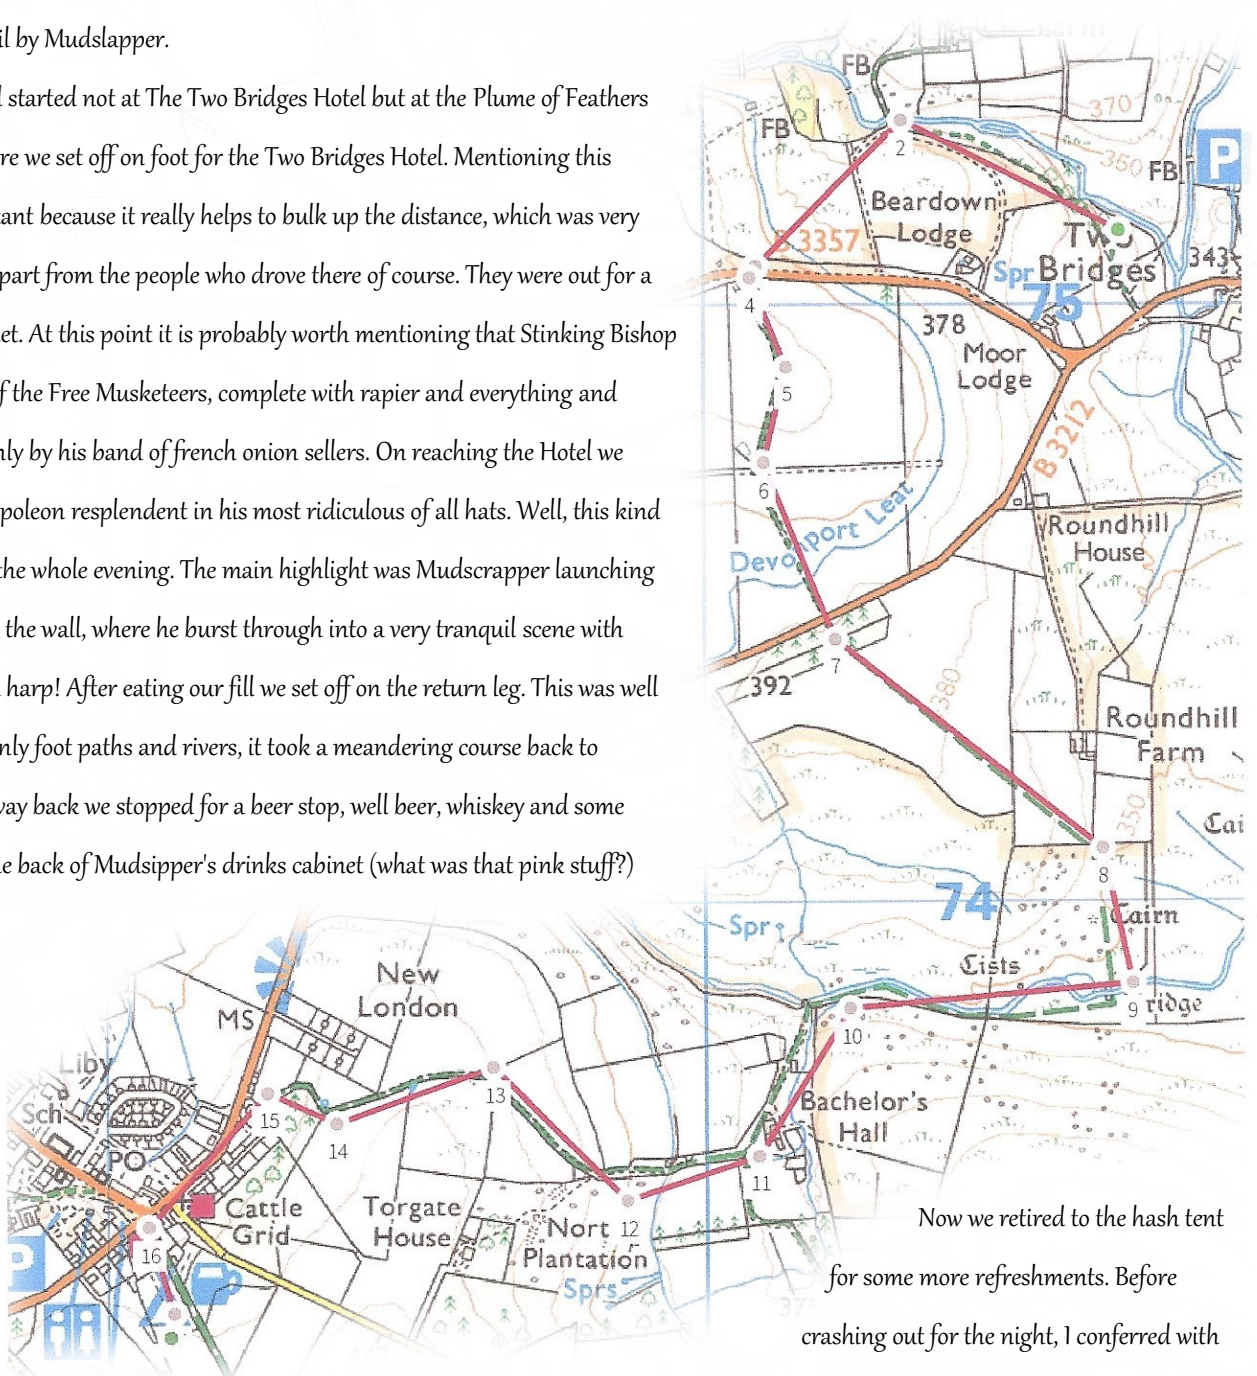 il by Mudslapper.
l started not at The Two Bridges Hotel but at the Plume of Feathers
re we set off on foot for the Two Bridges Hotel. Mentioning this
tant because it really helps to bulk up the distance, which was very
part from the people who drove there of course. They were out for a
et. At this point it is probably worth mentioning that Stinking Bishop
f the Free Musketeers, complete with rapier and everything and
nly by his band of french onion sellers. On reaching the Hotel we
poleon resplendent in his most ridiculous of all hats. Well, this kind
the whole evening. The main highlight was Mudscrapper launching
the wall, where he burst through into a very tranquil scene with
harp! After eating our fill we set off on the return leg. This was well
nly foot paths and rivers, it took a meandering course back to
way back we stopped for a beer stop, well beer, whiskey and some
e back of Mudsipper's drinks cabinet (what was that pink stuff?)
FB
370
FB
2
350
FB
P
Beardown
Lodge
B 3357
Two
Bridges
Spr
343
75
4
378
Moor
Lodge
5
B 3212
6
Devonport Leat
Roundhill
House
7
392
380
Roundhill
Farm
350
Cai
8
74
Cairn
Spr
Cists
9
ridge
New
London
MS
10
Liby
Sch
13
15
14
Bachelor's
Hall
PO
11
Cattle
Grid
Torgate
House
12
Nort
Plantation
Sprs
16
P
37
Now we retired to the hash tent
for some more refreshments. Before
crashing out for the night, I conferred with